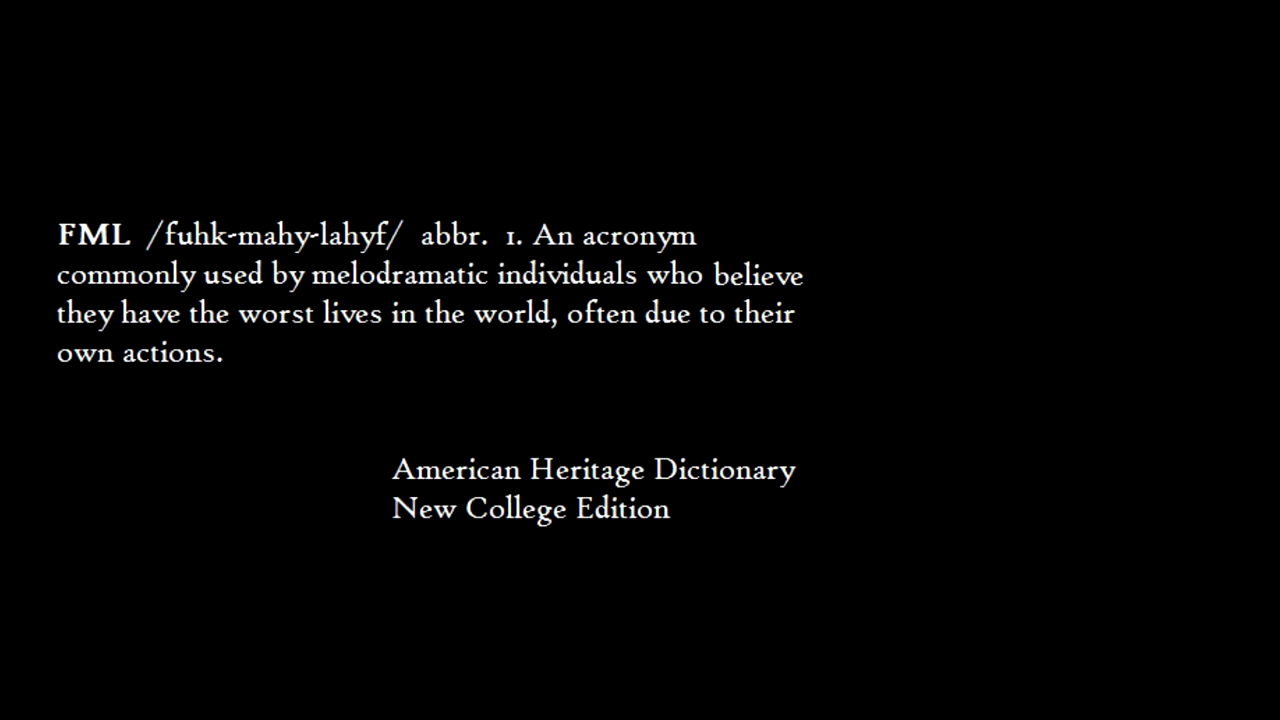 FML /fuhk-mahy-lahyf/ abbr. 1. An acronym
commonly used by melodramatic individuals who believe
they have the worst lives in the world, often due to their
own actions.
American Heritage Dictionary
New College Edition